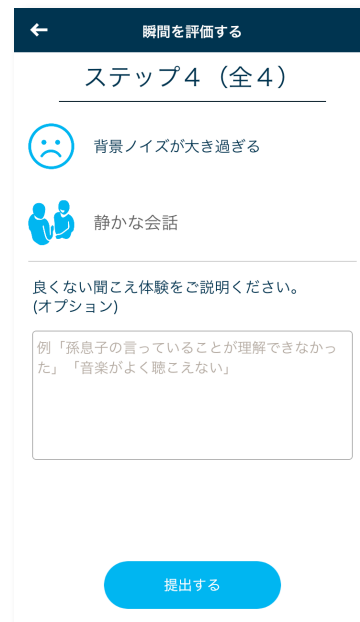 瞬間を評価する
ステップ４（全４）
背景ノイズが大き過ぎる
静かな会話
良くない聞こえ体験をご説明ください。
(オプション)
例「孫息子の言っていることが理解できなかっ
た」「音楽がよく聴こえない」
提出する